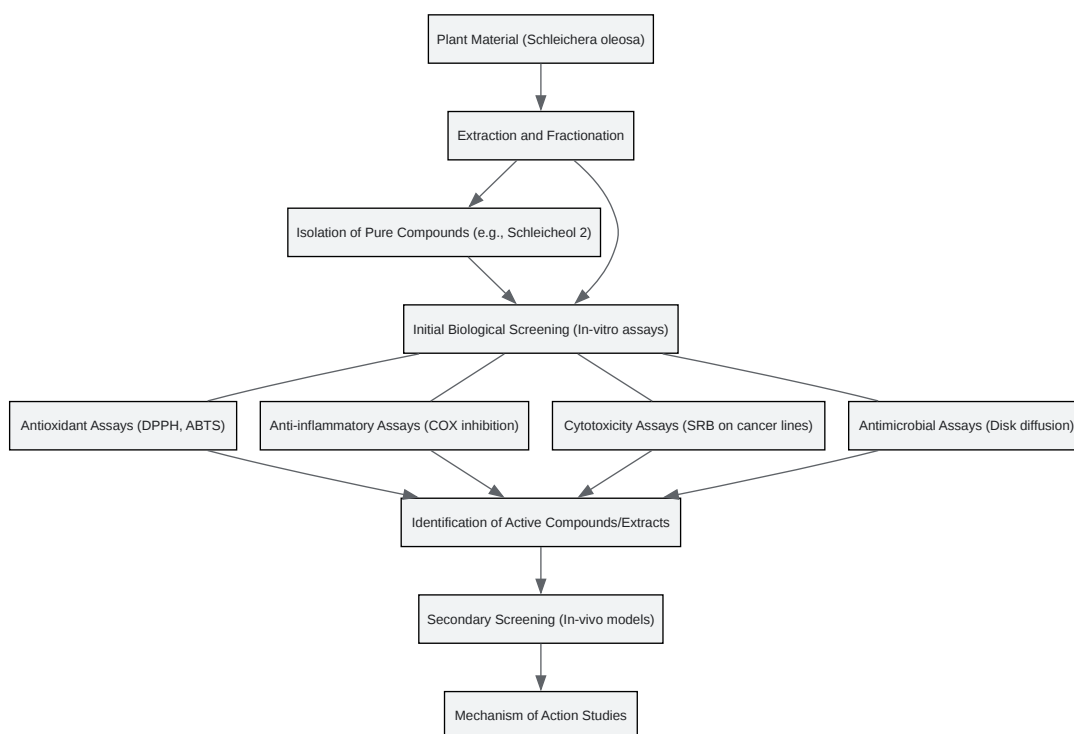 Plant Material (Schleichera oleosa)
Extraction and Fractionation
Isolation of Pure Compounds (e.g., Schleicheol 2)
Initial Biological Screening (In-vitro assays)
Antioxidant Assays (DPPH, ABTS)
Anti-inflammatory Assays (COX inhibition)
Cytotoxicity Assays (SRB on cancer lines)
Antimicrobial Assays (Disk diffusion)
Identification of Active Compounds/Extracts
Secondary Screening (In-vivo models)
Mechanism of Action Studies